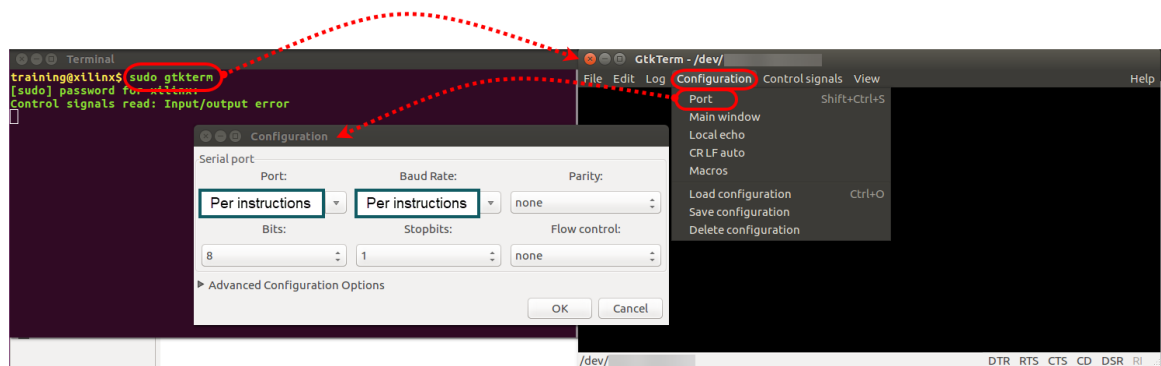 Terminal
training@xilinx$ sudo gtkterm
[sudo] password for xilinx:
Control signals read: Input/output error
GtkTerm - /dev/
File Edit Log Configuration Control signals View Help
Port Shift+Ctrl+S
Main window
Local echo
CR LF auto
Macros
Load configuration Ctrl+O
Save configuration
Delete configuration
Configuration
Serial port
Port: Baud Rate: Parity:
Per instructions Per instructions none
Bits: Stopbits: Flow control:
8 1 none
Advanced Configuration Options
OK Cancel
/dev/ DTR RTS CTS CD DSR RI